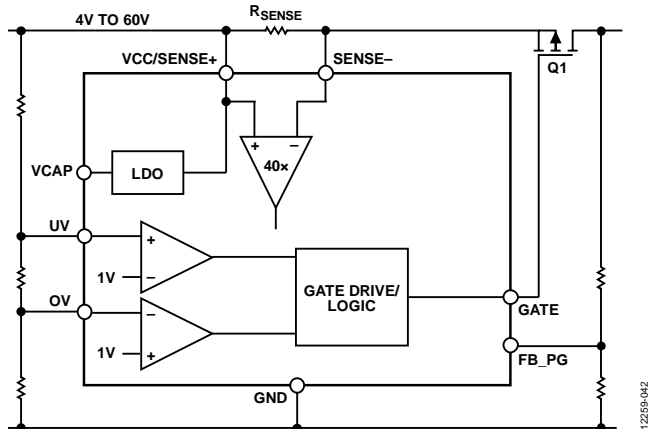 4V TO 60V
RSENSE
VCC/SENSE+
SENSE–
Q1
+
–
40×
VCAP
LDO
UV
+
1V
–
GATE DRIVE/
LOGIC
OV
–
1V
+
GATE
FB_PG
GND
12259-042